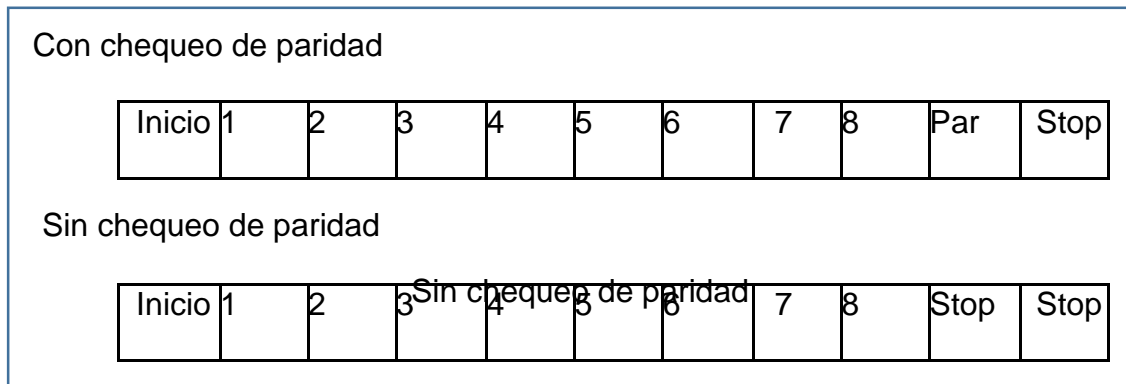 Con chequeo de paridad
Inicio 1 2 3 4 5 6 7 8 Par Stop
Sin chequeo de paridad
Sin chequeo de paridad
Inicio 1 2 3 4 5 6 7 8 Stop Stop